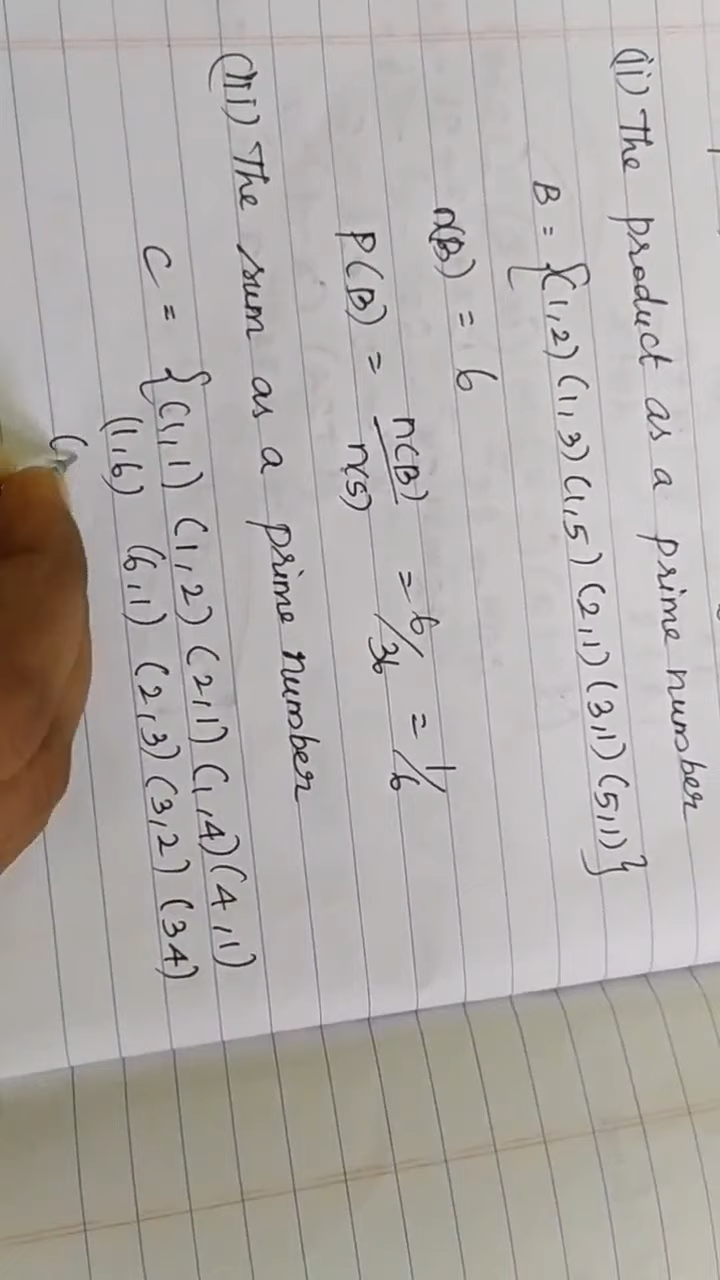 (ii) The product as a prime number
B = {(1,2) (1,3) (1,5) (2,1) (3,1) (5,1)}
n(B) = 6
P(B) = n(B)/n(S) = 6/36 = 1/6
(iii) The sum as a prime number
C = {(1,1) (1,2) (2,1) (1,4) (4,1)
(1,6) (6,1) (2,3) (3,2) (3 4)
(